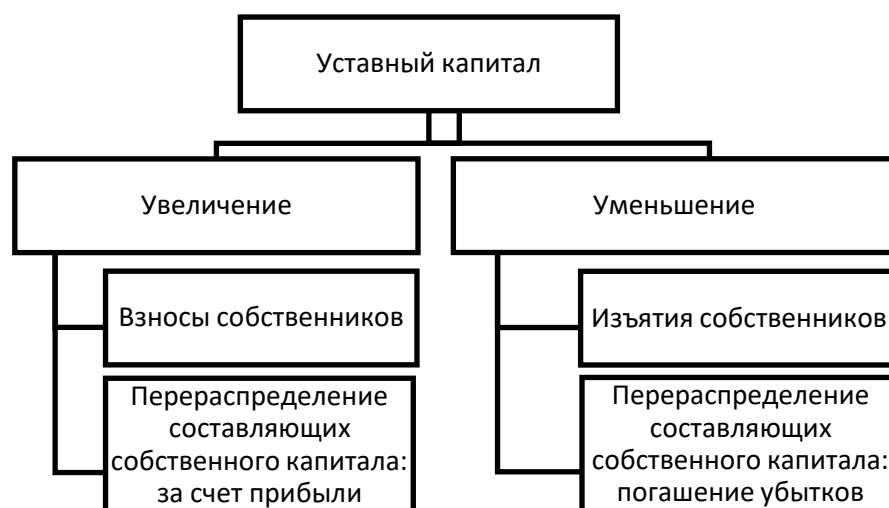 Уставный капитал
Увеличение
Взносы собственников
Перераспределение
составляющих
собственного капитала:
за счет прибыли
Уменьшение
Изъятия собственников
Перераспределение
составляющих
собственного капитала:
погашение убытков